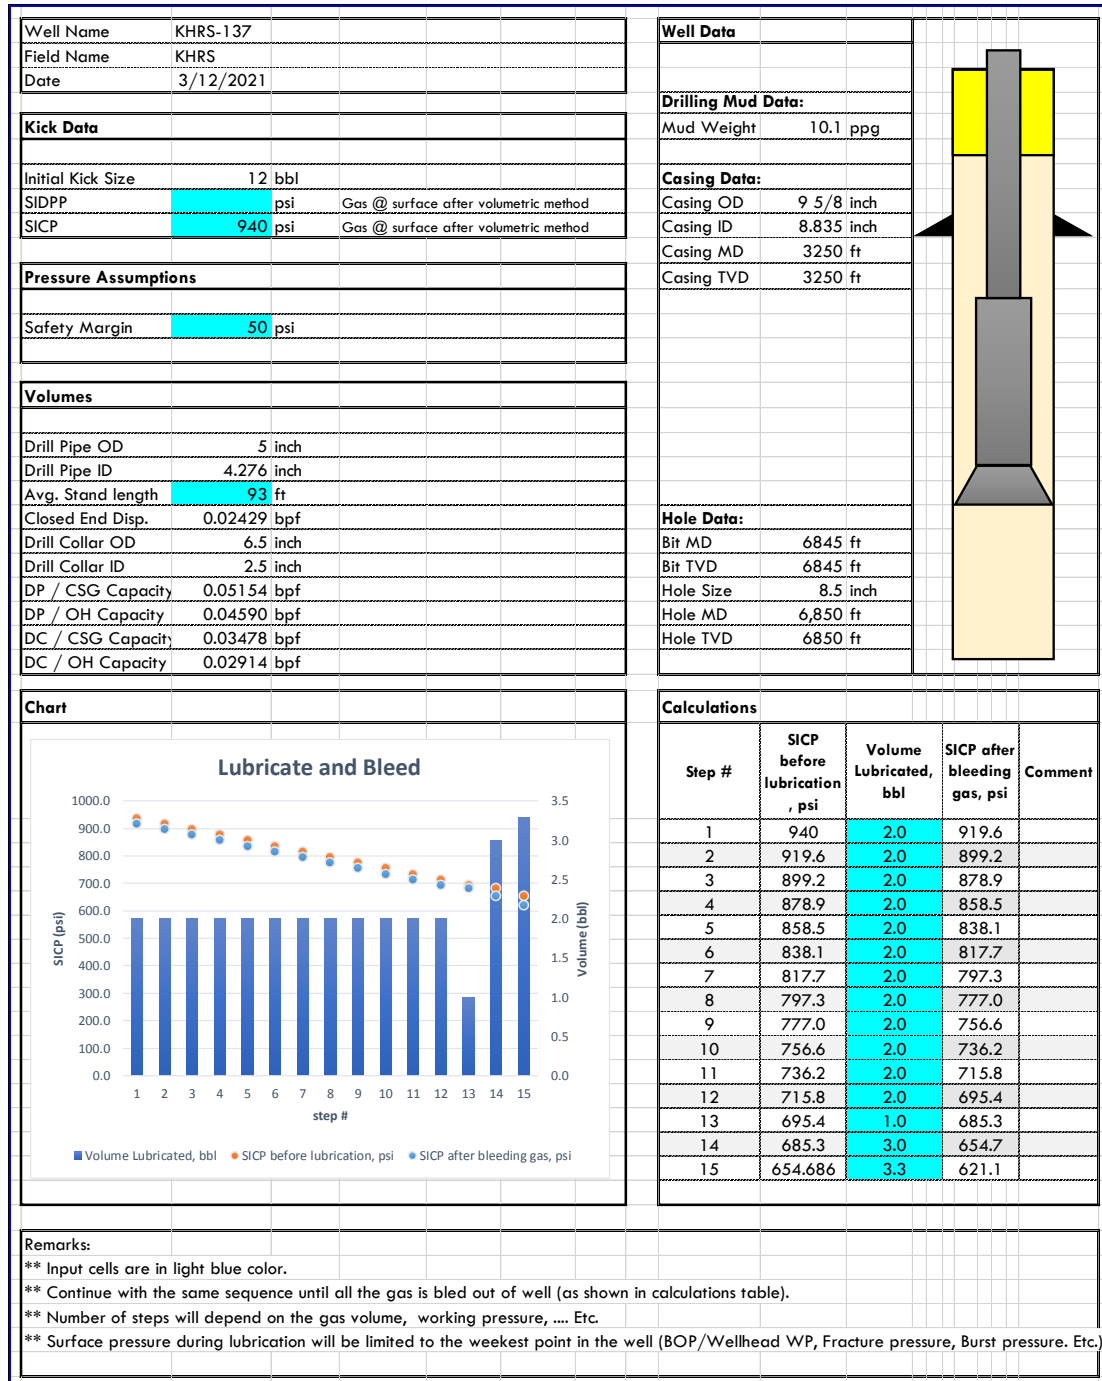 Well Name KHRS-137
Field Name KHRS
Date 3/12/2021
Kick Data
Initial Kick Size 12 bbl
SIDPP psi Gas @ surface after volumetric method
SICP 940 psi Gas @ surface after volumetric method
Pressure Assumptions
Safety Margin 50 psi
Volumes
Drill Pipe OD 5 inch
Drill Pipe ID 4.276 inch
Avg. Stand length 93 ft
Closed End Disp. 0.02429 bpf
Drill Collar OD 6.5 inch
Drill Collar ID 2.5 inch
DP / CSG Capacity 0.05154 bpf
DP / OH Capacity 0.04590 bpf
DC / CSG Capacity 0.03478 bpf
DC / OH Capacity 0.02914 bpf
Well Data
Drilling Mud Data:
Mud Weight 10.1 ppg
Casing Data:
Casing OD 9 5/8 inch
Casing ID 8.835 inch
Casing MD 3250 ft
Casing TVD 3250 ft
Hole Data:
Bit MD 6845 ft
Bit TVD 6845 ft
Hole Size 8.5 inch
Hole MD 6,850 ft
Hole TVD 6850 ft
Chart
Lubricate and Bleed
1000.0
900.0
800.0
700.0
600.0
500.0
400.0
300.0
200.0
100.0
0.0
SICP (psi)
3.5
3.0
2.5
2.0
1.5
1.0
0.5
0.0
Volume (bbl)
1 2 3 4 5 6 7 8 9 10 11 12 13 14 15
step #
Volume Lubricated, bbl SICP before lubrication, psi SICP after bleeding gas, psi
Calculations
Step # SICP before lubrication , psi Volume Lubricated, bbl SICP after bleeding gas, psi Comment
1 940 2.0 919.6
2 919.6 2.0 899.2
3 899.2 2.0 878.9
4 878.9 2.0 858.5
5 858.5 2.0 838.1
6 838.1 2.0 817.7
7 817.7 2.0 797.3
8 797.3 2.0 777.0
9 777.0 2.0 756.6
10 756.6 2.0 736.2
11 736.2 2.0 715.8
12 715.8 2.0 695.4
13 695.4 1.0 685.3
14 685.3 3.0 654.7
15 654.686 3.3 621.1
Remarks:
** Input cells are in light blue color.
** Continue with the same sequence until all the gas is bled out of well (as shown in calculations table).
** Number of steps will depend on the gas volume, working pressure, .... Etc.
** Surface pressure during lubrication will be limited to the weekest point in the well (BOP/Wellhead WP, Fracture pressure, Burst pressure. Etc.)